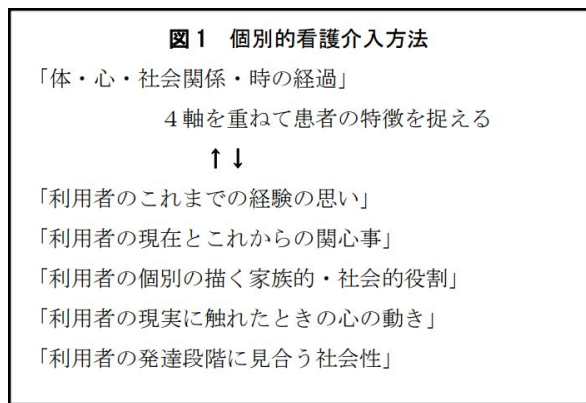 図1 個別的看護介入方法
「体・心・社会関係・時の経過」
4軸を重ねて患者の特徴を捉える
↑↓
「利用者のこれまでの経験の思い」
「利用者の現在とこれからの関心事」
「利用者の個別の描く家族的・社会的役割」
「利用者の現実に触れたときの心の動き」
「利用者の発達段階に見合う社会性」